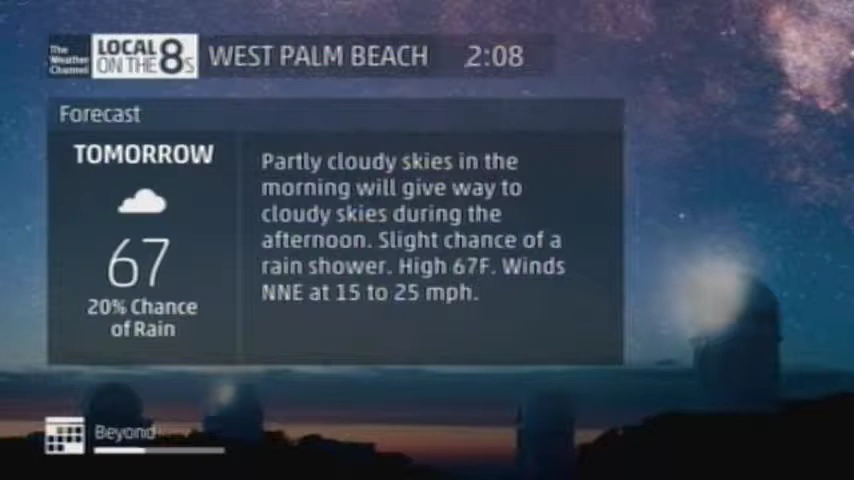 The
Weather
Channel
LOCAL
ON THE 8s
WEST PALM BEACH 2:08
Forecast
TOMORROW
67
20% Chance
of Rain
Partly cloudy skies in the
morning will give way to
cloudy skies during the
afternoon. Slight chance of a
rain shower. High 67F. Winds
NNE at 15 to 25 mph.
Beyond